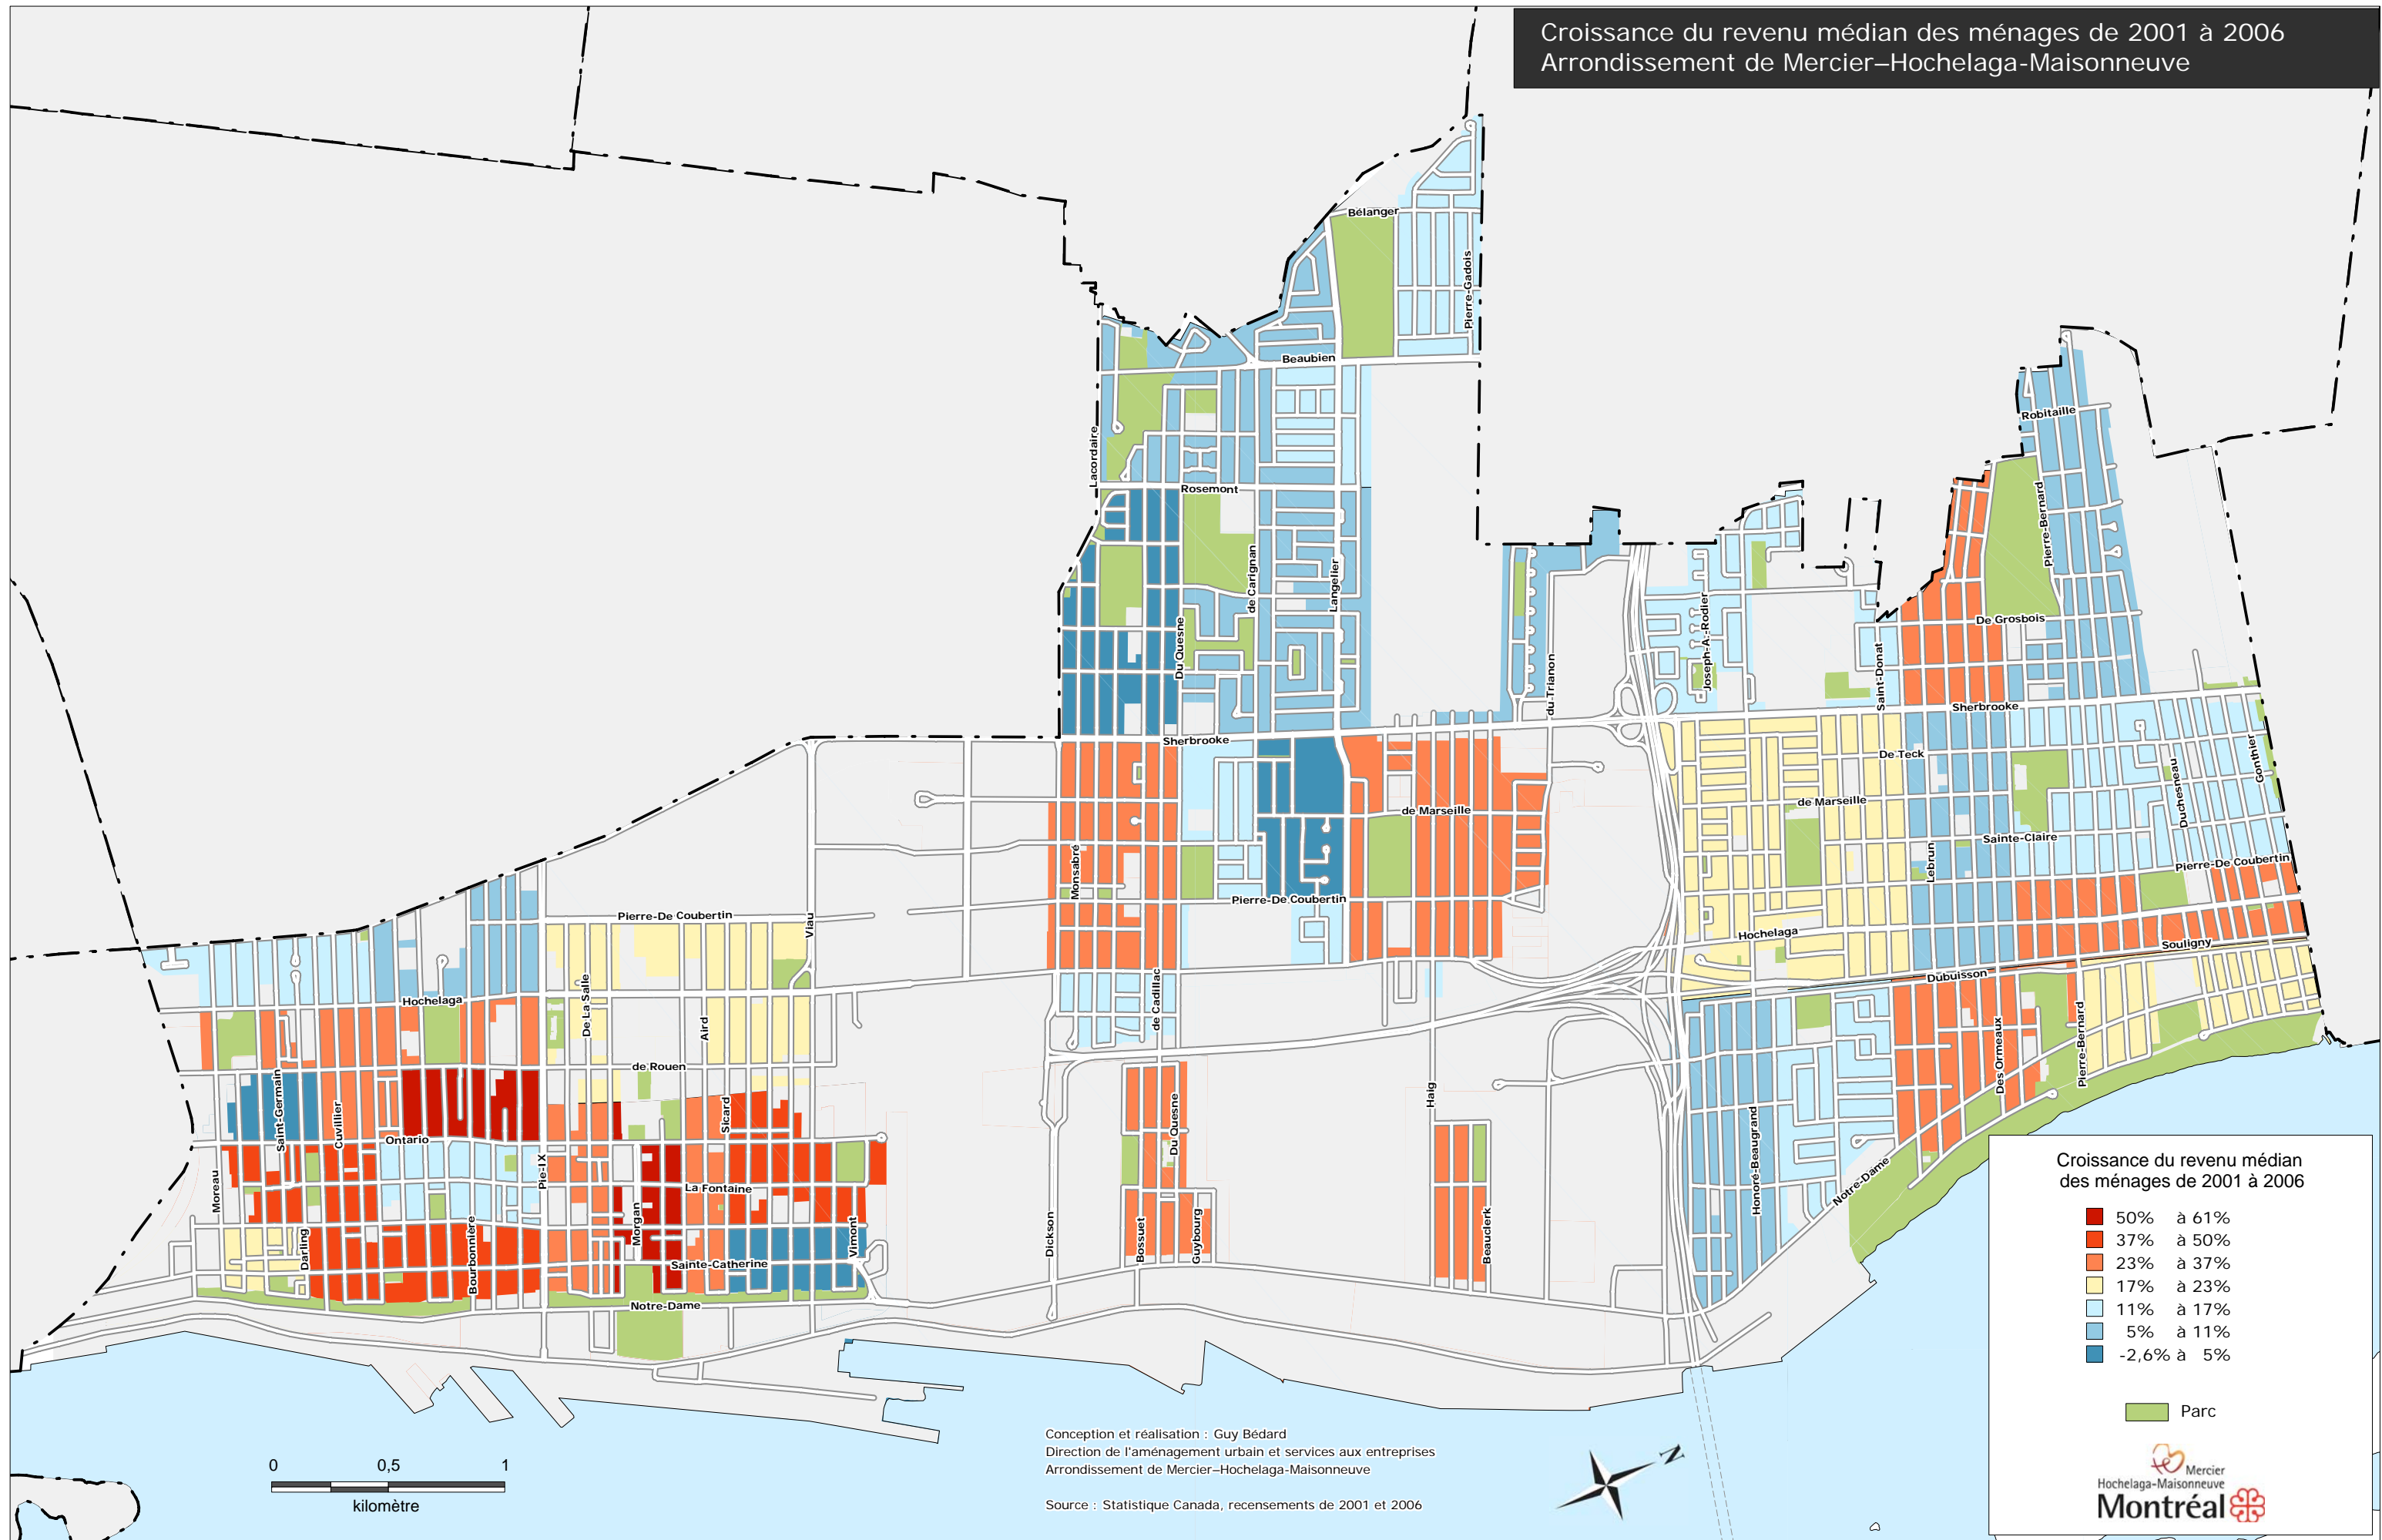 Croissance du revenu médian des ménages de 2001 à 2006
Arrondissement de Mercier–Hochelaga-Maisonneuve
Bélanger
Pierre-Gadois
Beaubien
Lacordaire
Rosemont
de Carignan
Langelier
Du Quesne
Sherbrooke
Robitaille
Pierre-Bernard
De Grosbois
Joseph-A.-Rodier
du Trianon
Saint-Donat
Sherbrooke
De Teck
Gonthier
Duchesneau
de Marseille
de Marseille
Sainte-Claire
Lebrun
Pierre-De Coubertin
Monsabré
Pierre-De Coubertin
Pierre-De Coubertin
Viau
Hochelaga
Souligny
Dubuisson
Hochelaga
De La Salle
Aird
de Cadillac
Des Ormeaux
Pierre-Bernard
de Rouen
Saint-Germain
Cuvillier
Sicard
Haig
Du Quesne
Honoré-Beaugrand
Ontario
Pie-IX
Moreau
La Fontaine
Morgan
Notre-Dame
Darling
Bourbonnière
Vimont
Dickson
Bossuet
Guybourg
Beauclerk
Sainte-Catherine
Notre-Dame
Croissance du revenu médian
des ménages de 2001 à 2006
50% à 61%
37% à 50%
23% à 37%
17% à 23%
11% à 17%
5% à 11%
-2,6% à 5%
Parc
Mercier
Hochelaga-Maisonneuve
Montréal
0 0,5 1
kilomètre
Conception et réalisation : Guy Bédard
Direction de l'aménagement urbain et services aux entreprises
Arrondissement de Mercier–Hochelaga-Maisonneuve
Source : Statistique Canada, recensements de 2001 et 2006
N